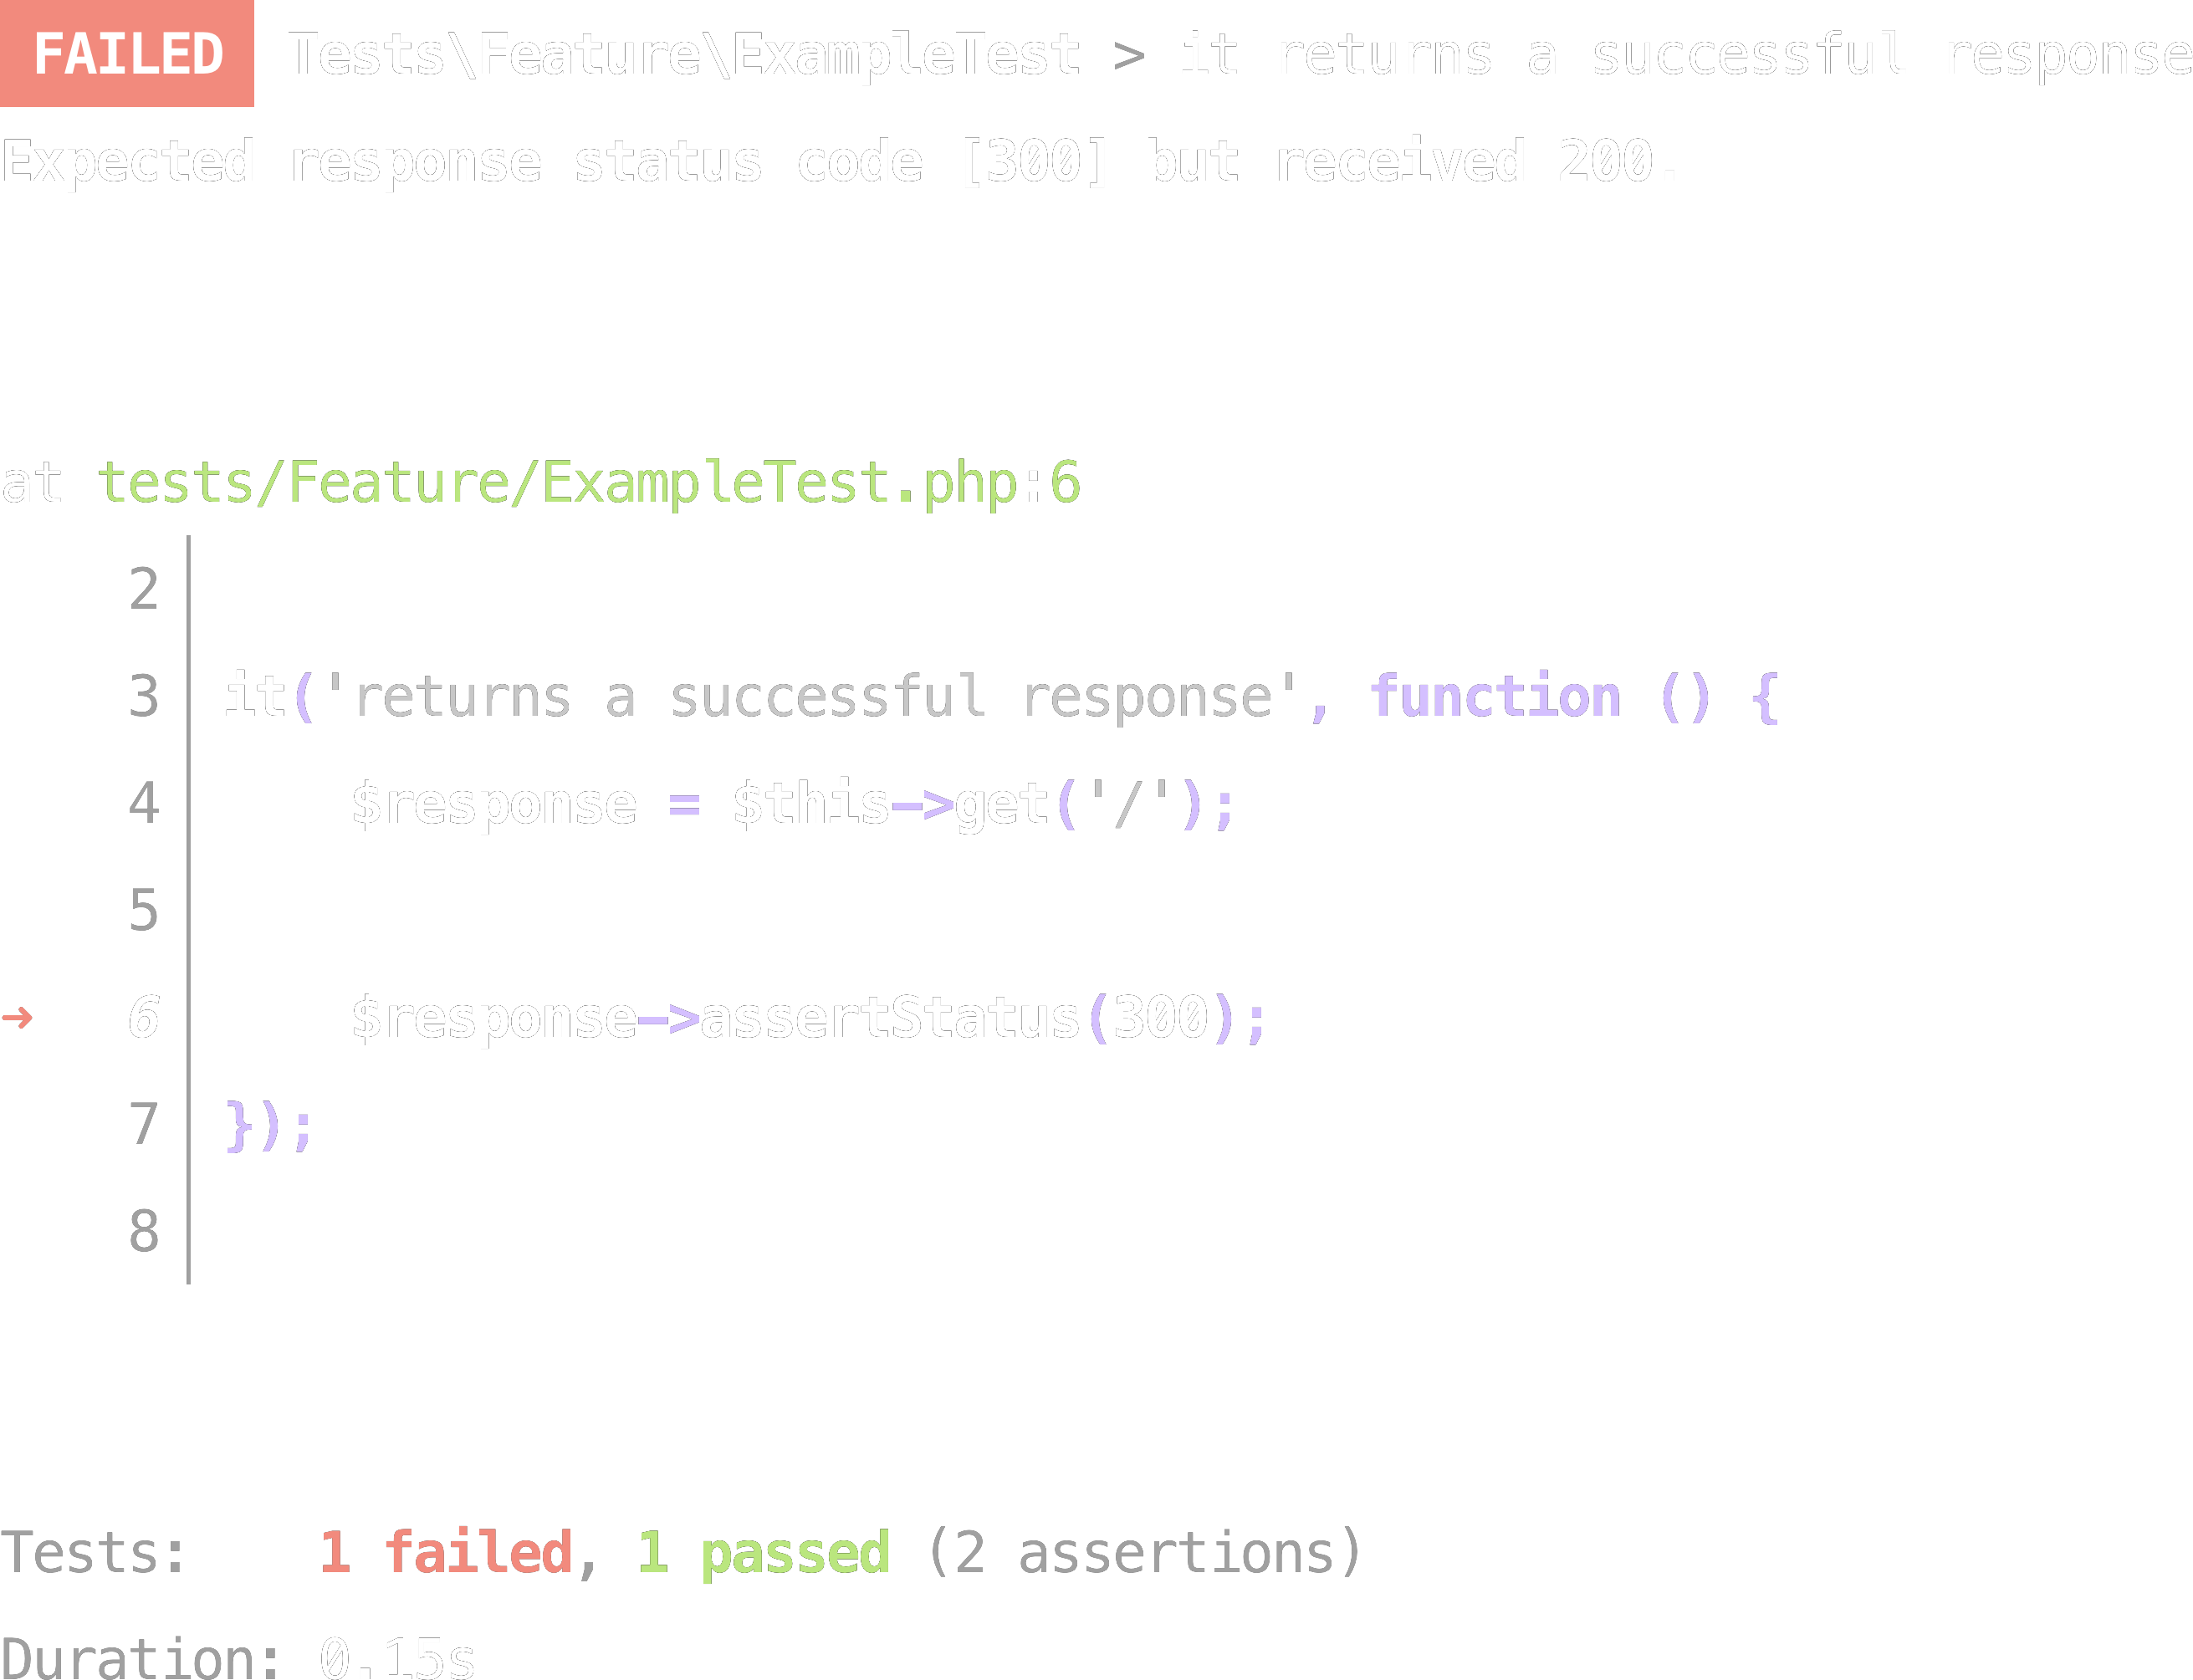 FAILED Tests\Feature\ExampleTest > it returns a successful response
Expected response status code [300] but received 200.
at tests/Feature/ExampleTest.php:6
2
3 it('returns a successful response', function () {
4 $response = $this->get('/');
5
➜ 6 $response->assertStatus(300);
7 });
8
Tests: 1 failed, 1 passed (2 assertions)
Duration: 0.15s